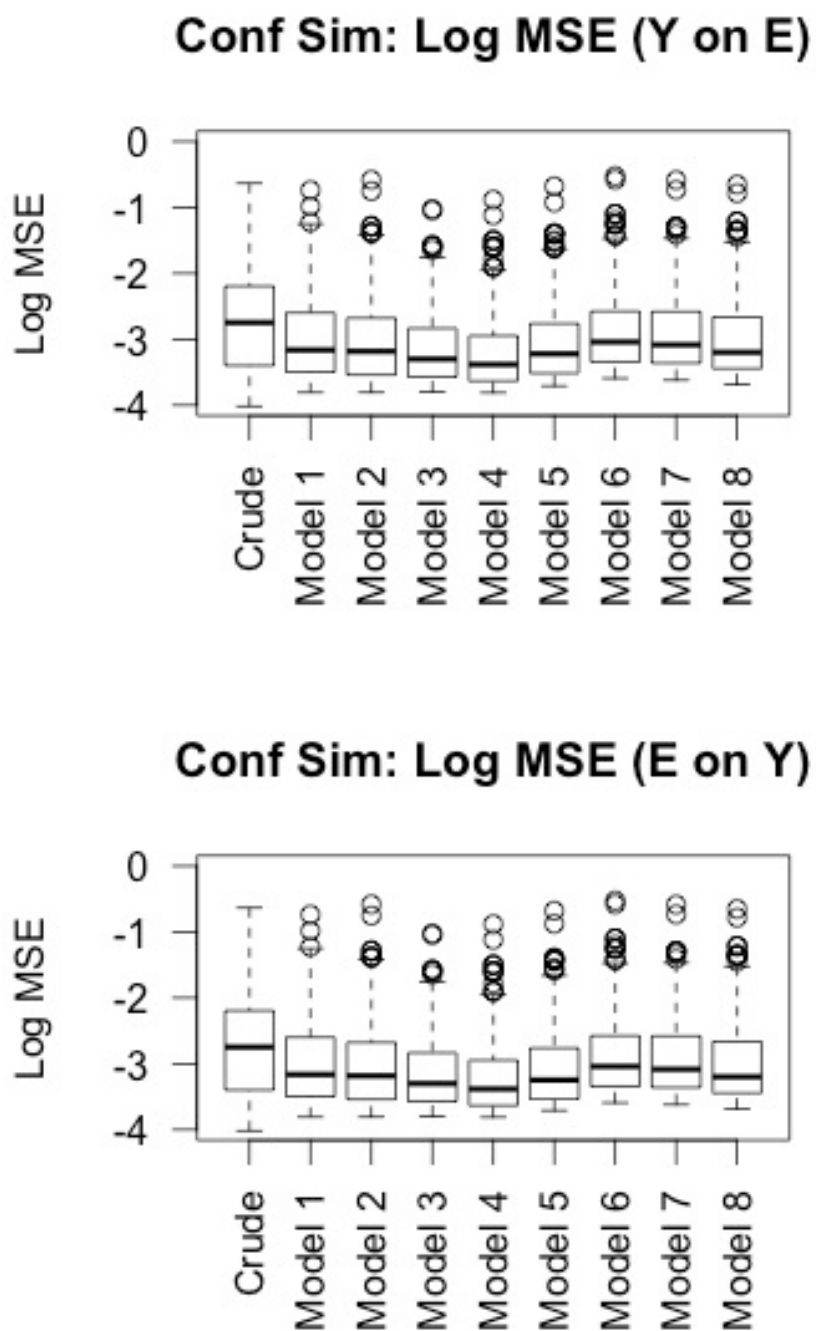 Conf Sim: Log MSE (Y on E)
Log MSE
0
-1
-2
-3
-4
Crude
Model 1
Model 2
Model 3
Model 4
Model 5
Model 6
Model 7
Model 8
Conf Sim: Log MSE (E on Y)
Log MSE
0
-1
-2
-3
-4
Crude
Model 1
Model 2
Model 3
Model 4
Model 5
Model 6
Model 7
Model 8